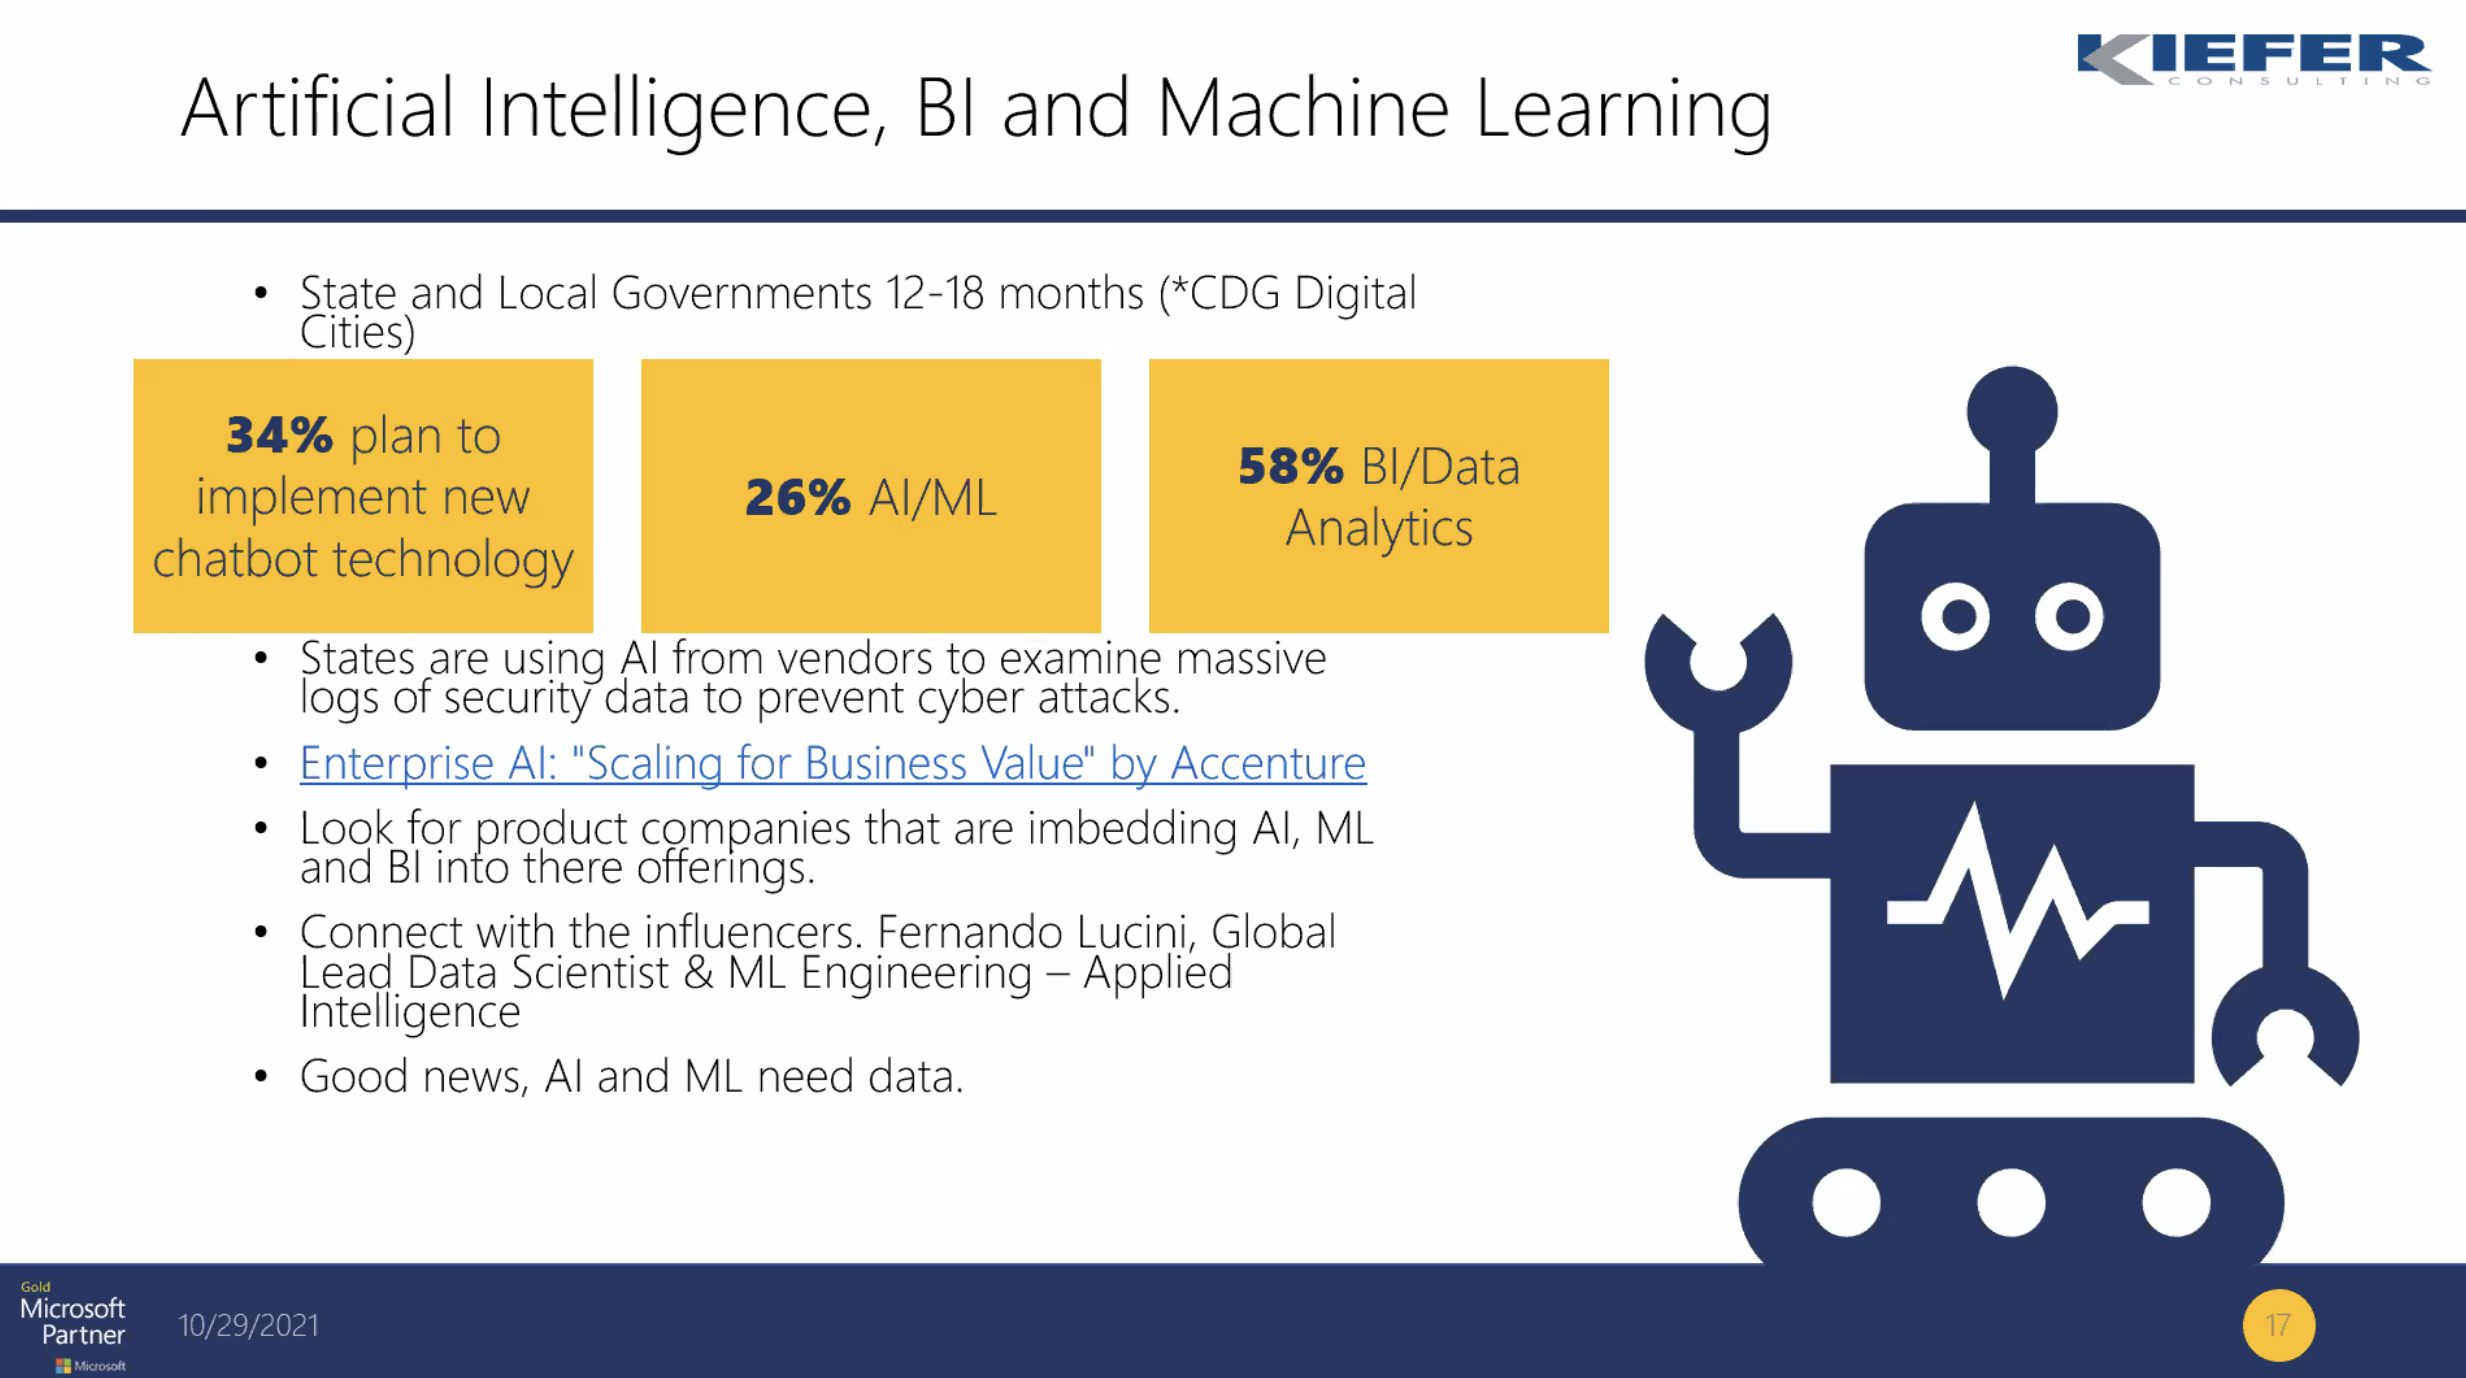 KIEFER
CONSULTING
Artificial Intelligence, BI and Machine Learning
• State and Local Governments 12-18 months (*CDG Digital
Cities)
34% plan to
implement new
chatbot technology
26% AI/ML
58% BI/Data
Analytics
• States are using AI from vendors to examine massive
logs of security data to prevent cyber attacks.
• Enterprise AI: "Scaling for Business Value" by Accenture
• Look for product companies that are imbedding AI, ML
and BI into there offerings.
• Connect with the influencers. Fernando Lucini, Global
Lead Data Scientist & ML Engineering – Applied
Intelligence
• Good news, AI and ML need data.
Gold
Microsoft
Partner
Microsoft
10/29/2021
17